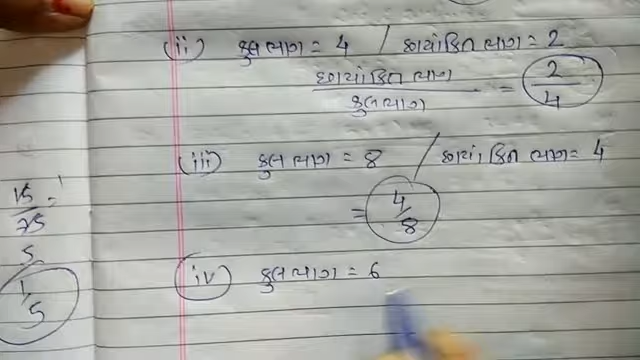 (ii) કુલ ભાગ = 4 / છાયાંકિત ભાગ = 2
છાયાંકિત ભાગ
કુલ ભાગ
= 2/4
(iii) કુલ ભાગ = 8 / છાયાંકિત ભાગ = 4
= 4/8
(iv) કુલ ભાગ = 6
15/75 =
5
1/5